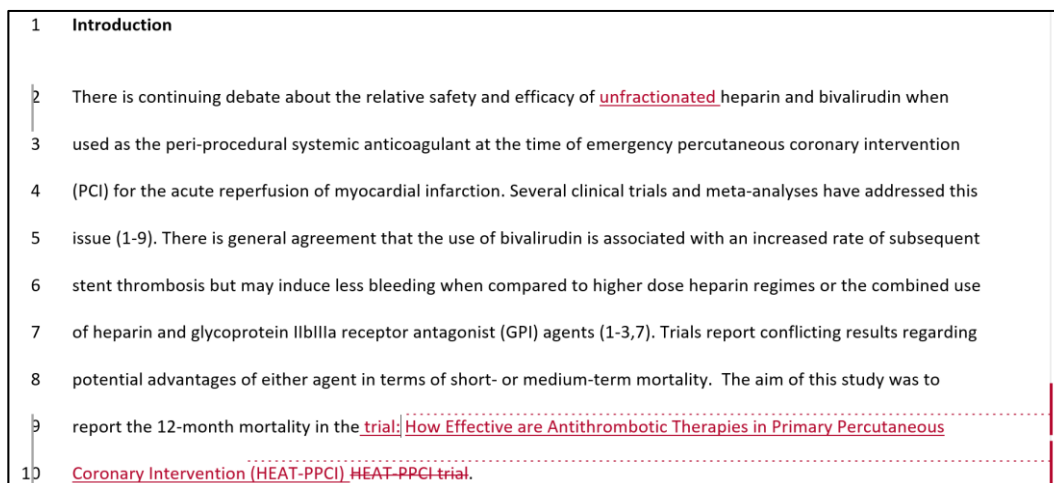 1 Introduction
2 There is continuing debate about the relative safety and efficacy of unfractionated heparin and bivalirudin when
3 used as the peri-procedural systemic anticoagulant at the time of emergency percutaneous coronary intervention
4 (PCI) for the acute reperfusion of myocardial infarction. Several clinical trials and meta-analyses have addressed this
5 issue (1-9). There is general agreement that the use of bivalirudin is associated with an increased rate of subsequent
6 stent thrombosis but may induce less bleeding when compared to higher dose heparin regimes or the combined use
7 of heparin and glycoprotein IIbIIIa receptor antagonist (GPI) agents (1-3,7). Trials report conflicting results regarding
8 potential advantages of either agent in terms of short- or medium-term mortality.  The aim of this study was to
9 report the 12-month mortality in the trial: How Effective are Antithrombotic Therapies in Primary Percutaneous
10 Coronary Intervention (HEAT-PPCI) HEAT-PPCI trial.